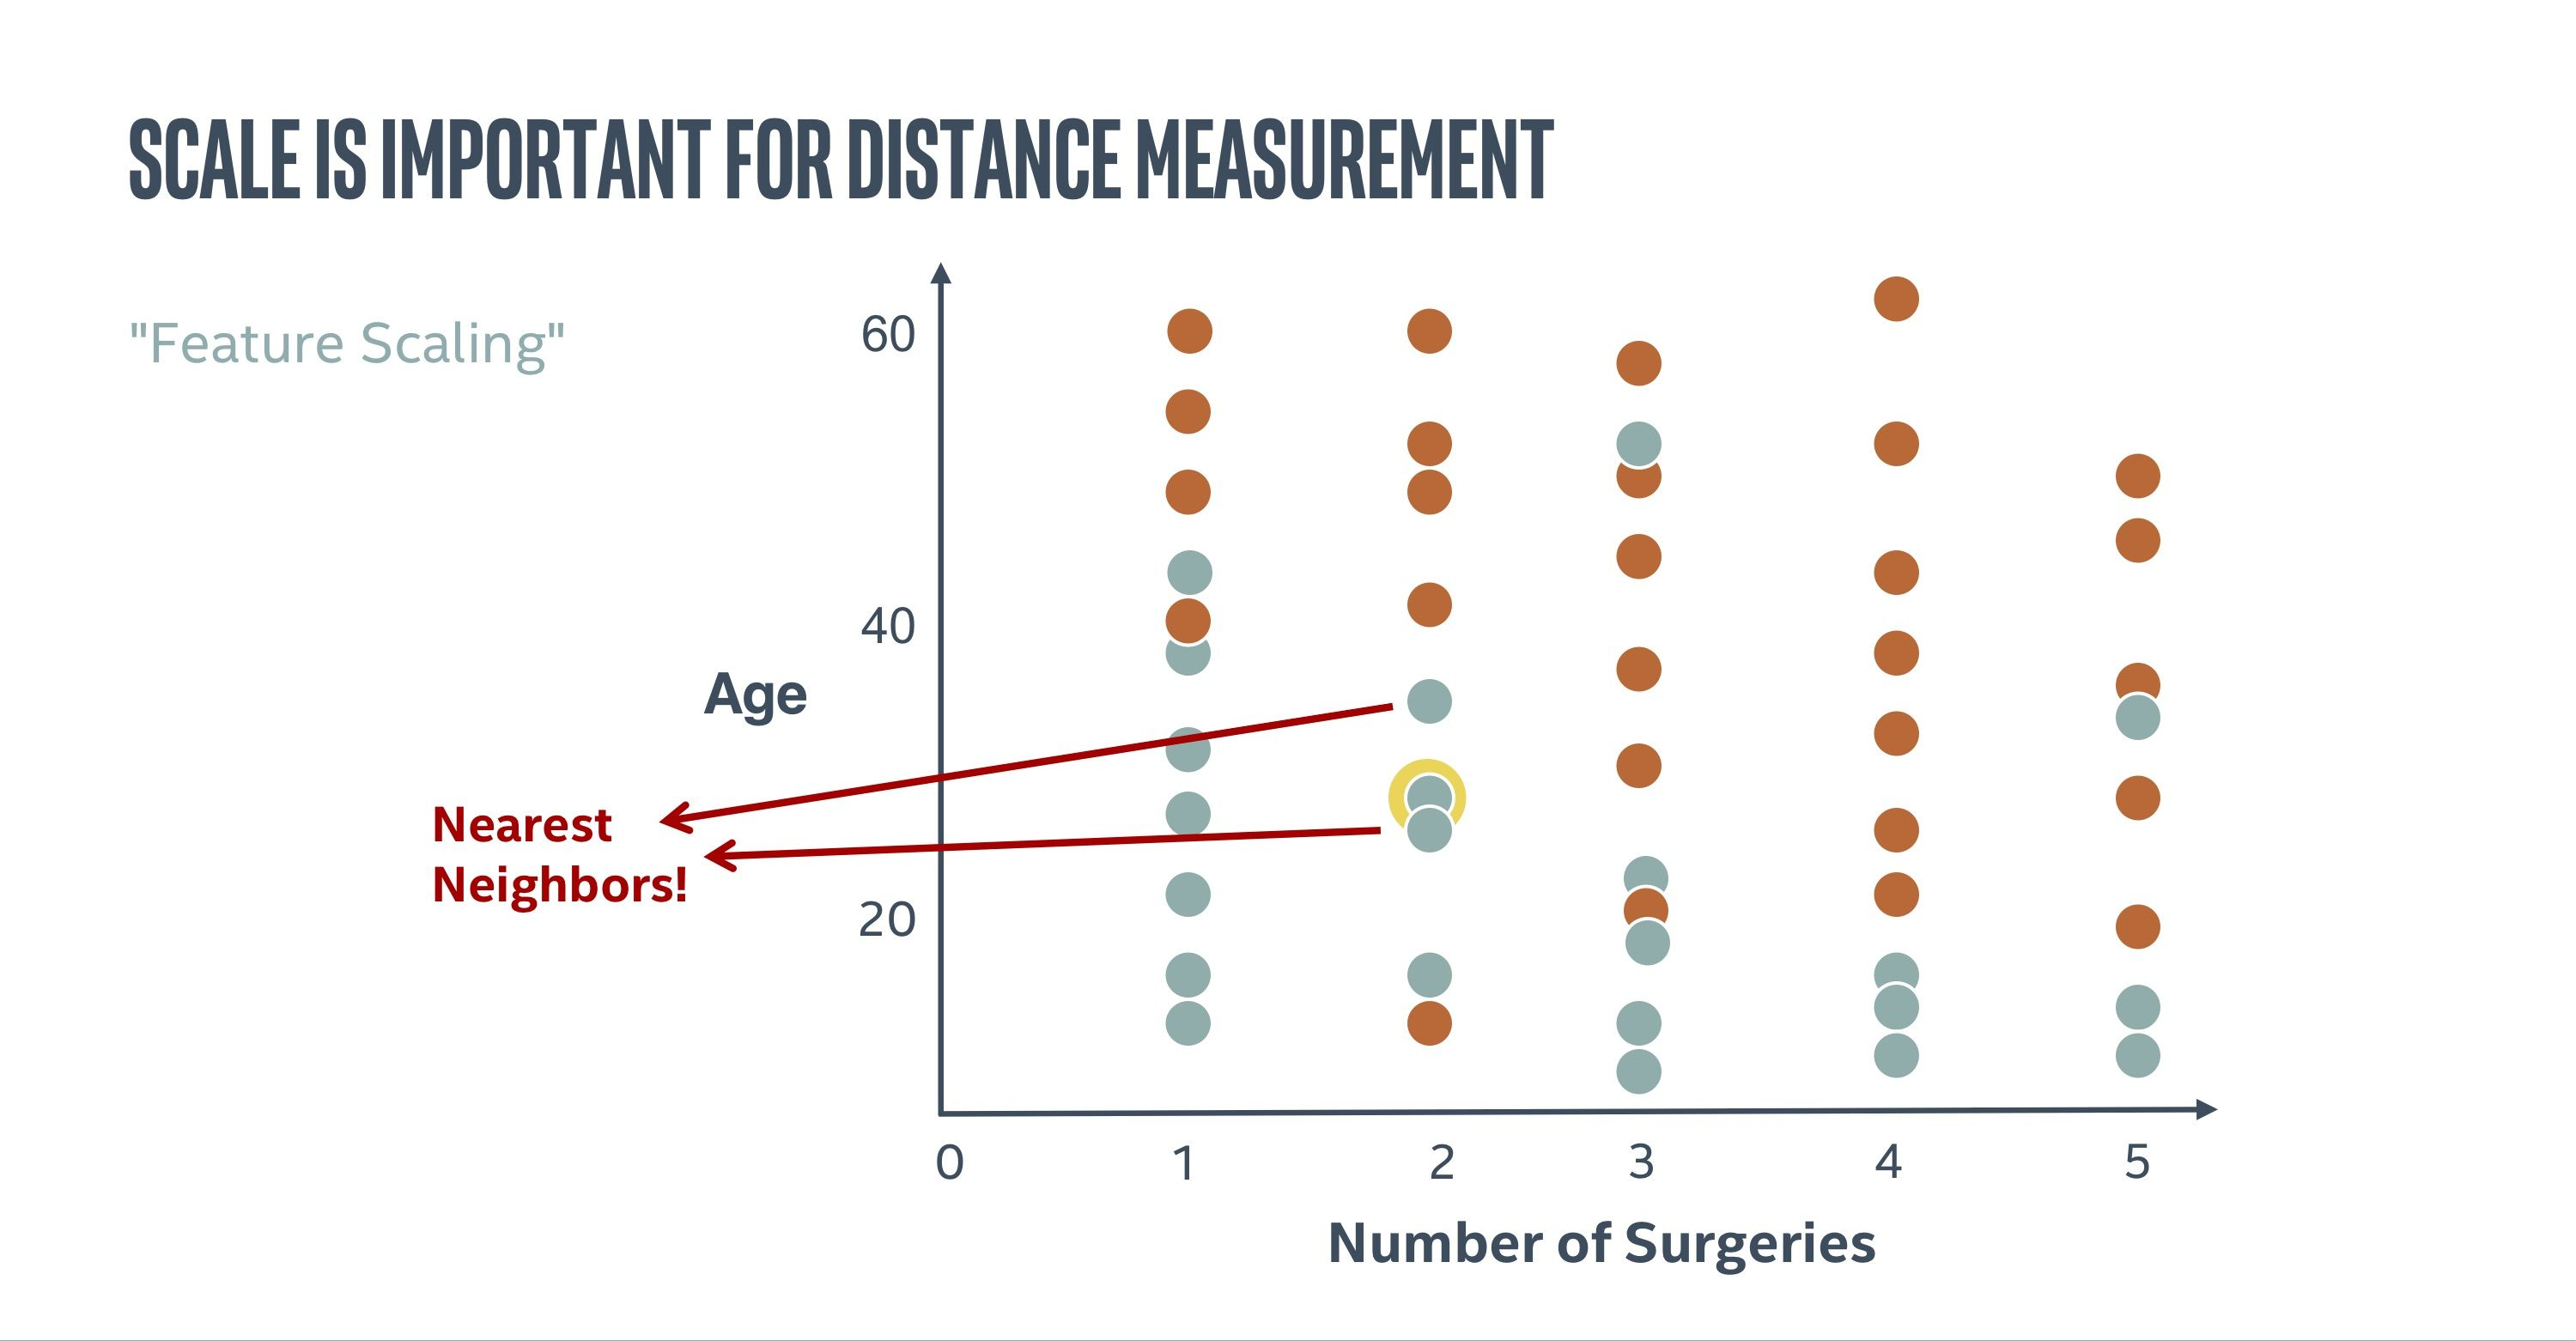 SCALE IS IMPORTANT FOR DISTANCE MEASUREMENT
"Feature Scaling"
60
40
Age
Nearest
Neighbors!
20
0 1 2 3 4 5
Number of Surgeries